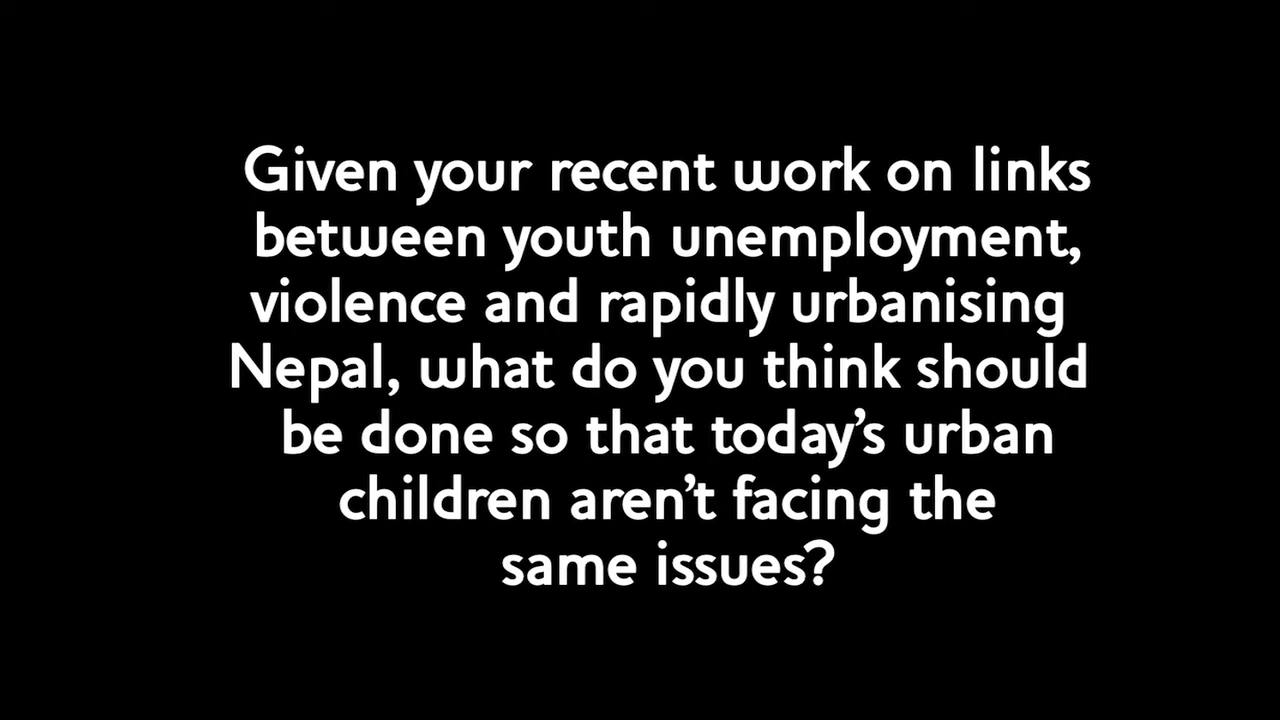 Given your recent work on links
between youth unemployment,
violence and rapidly urbanising
Nepal, what do you think should
be done so that today’s urban
children aren’t facing the
same issues?